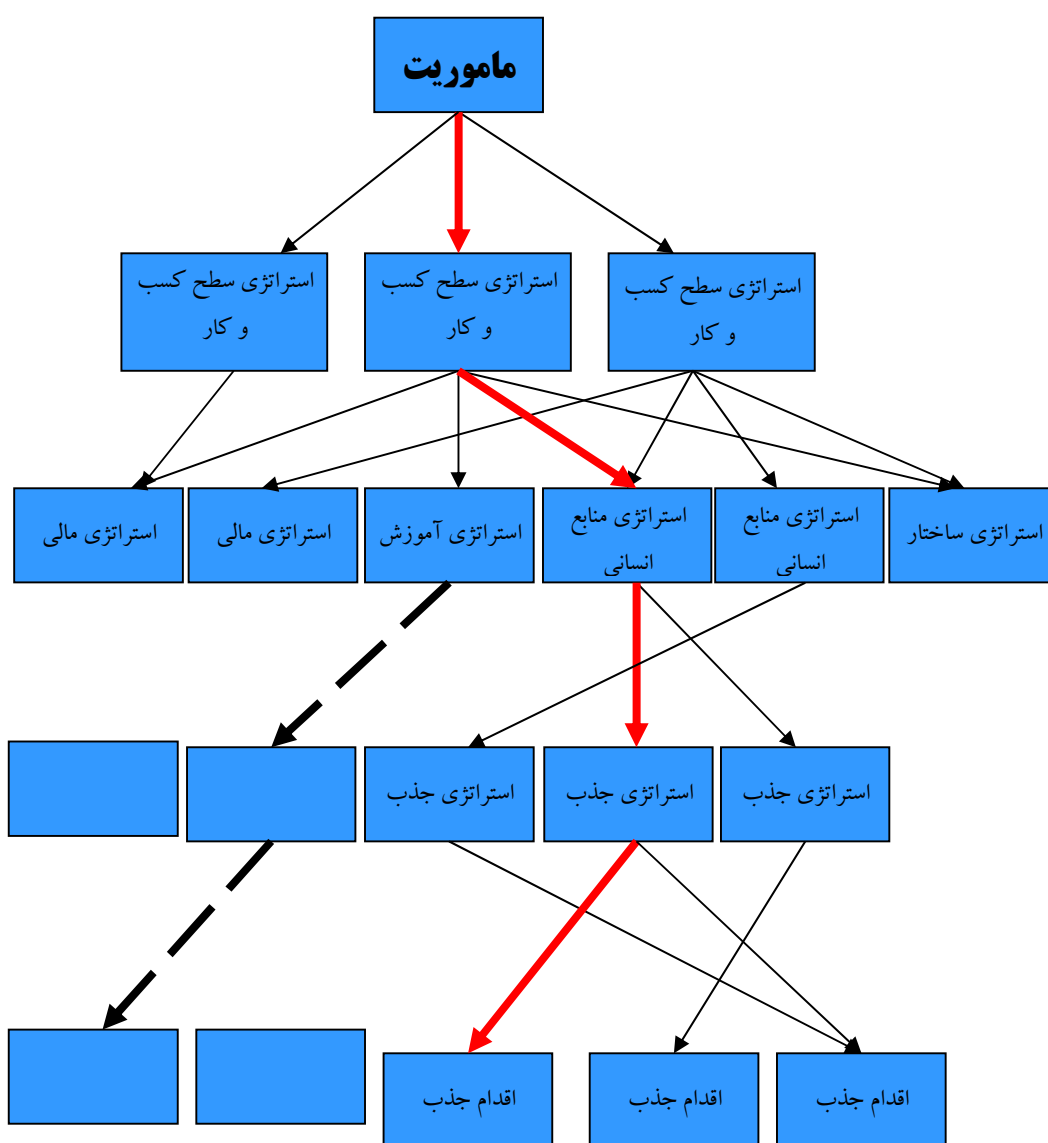 ماموریت
استراتژی سطح کسب
و کار
استراتژی سطح کسب
و کار
استراتژی سطح کسب
و کار
استراتژی ساختار
استراتژی منابع
انسانی
استراتژی منابع
انسانی
استراتژی آموزش
استراتژی مالی
استراتژی مالی
استراتژی جذب
استراتژی جذب
استراتژی جذب
اقدام جذب
اقدام جذب
اقدام جذب